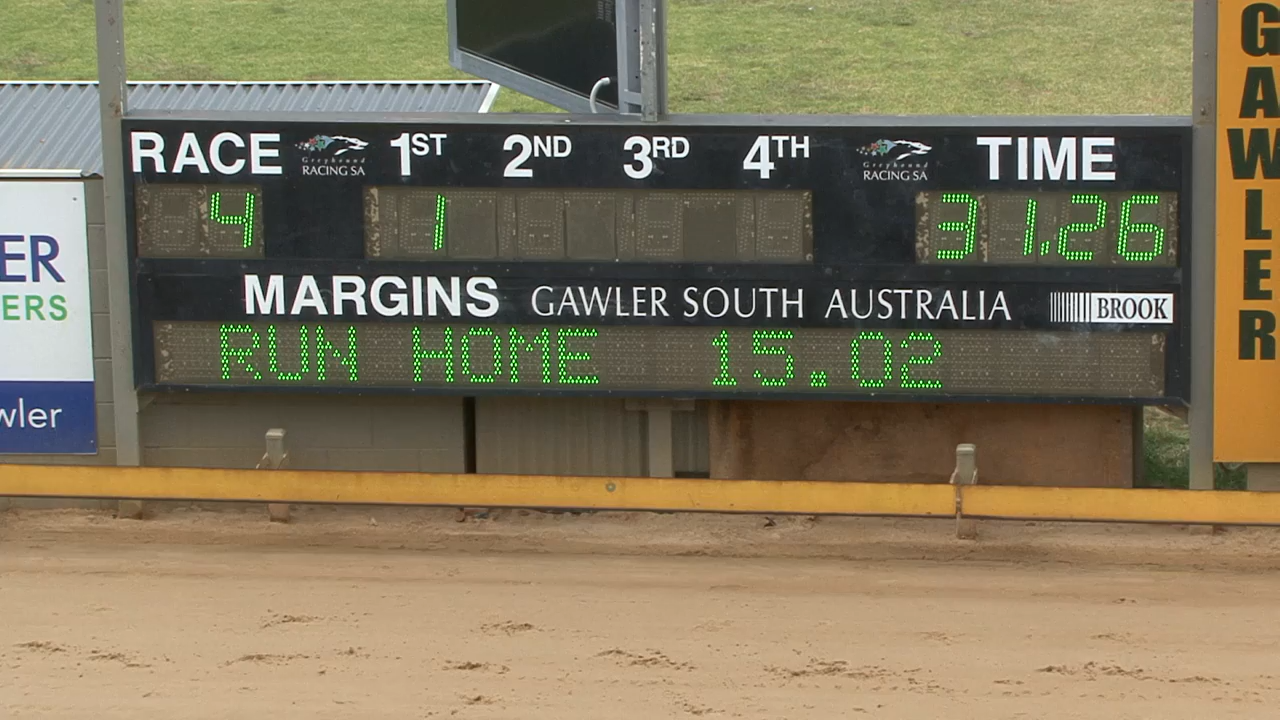 RACE Greyhound RACING SA 1ST 2ND 3RD 4TH Greyhound RACING SA TIME
4 1 31.26
MARGINS GAWLER SOUTH AUSTRALIA BROOK
RUN HOME 15.02
ER
ERS
wler
GAWLER